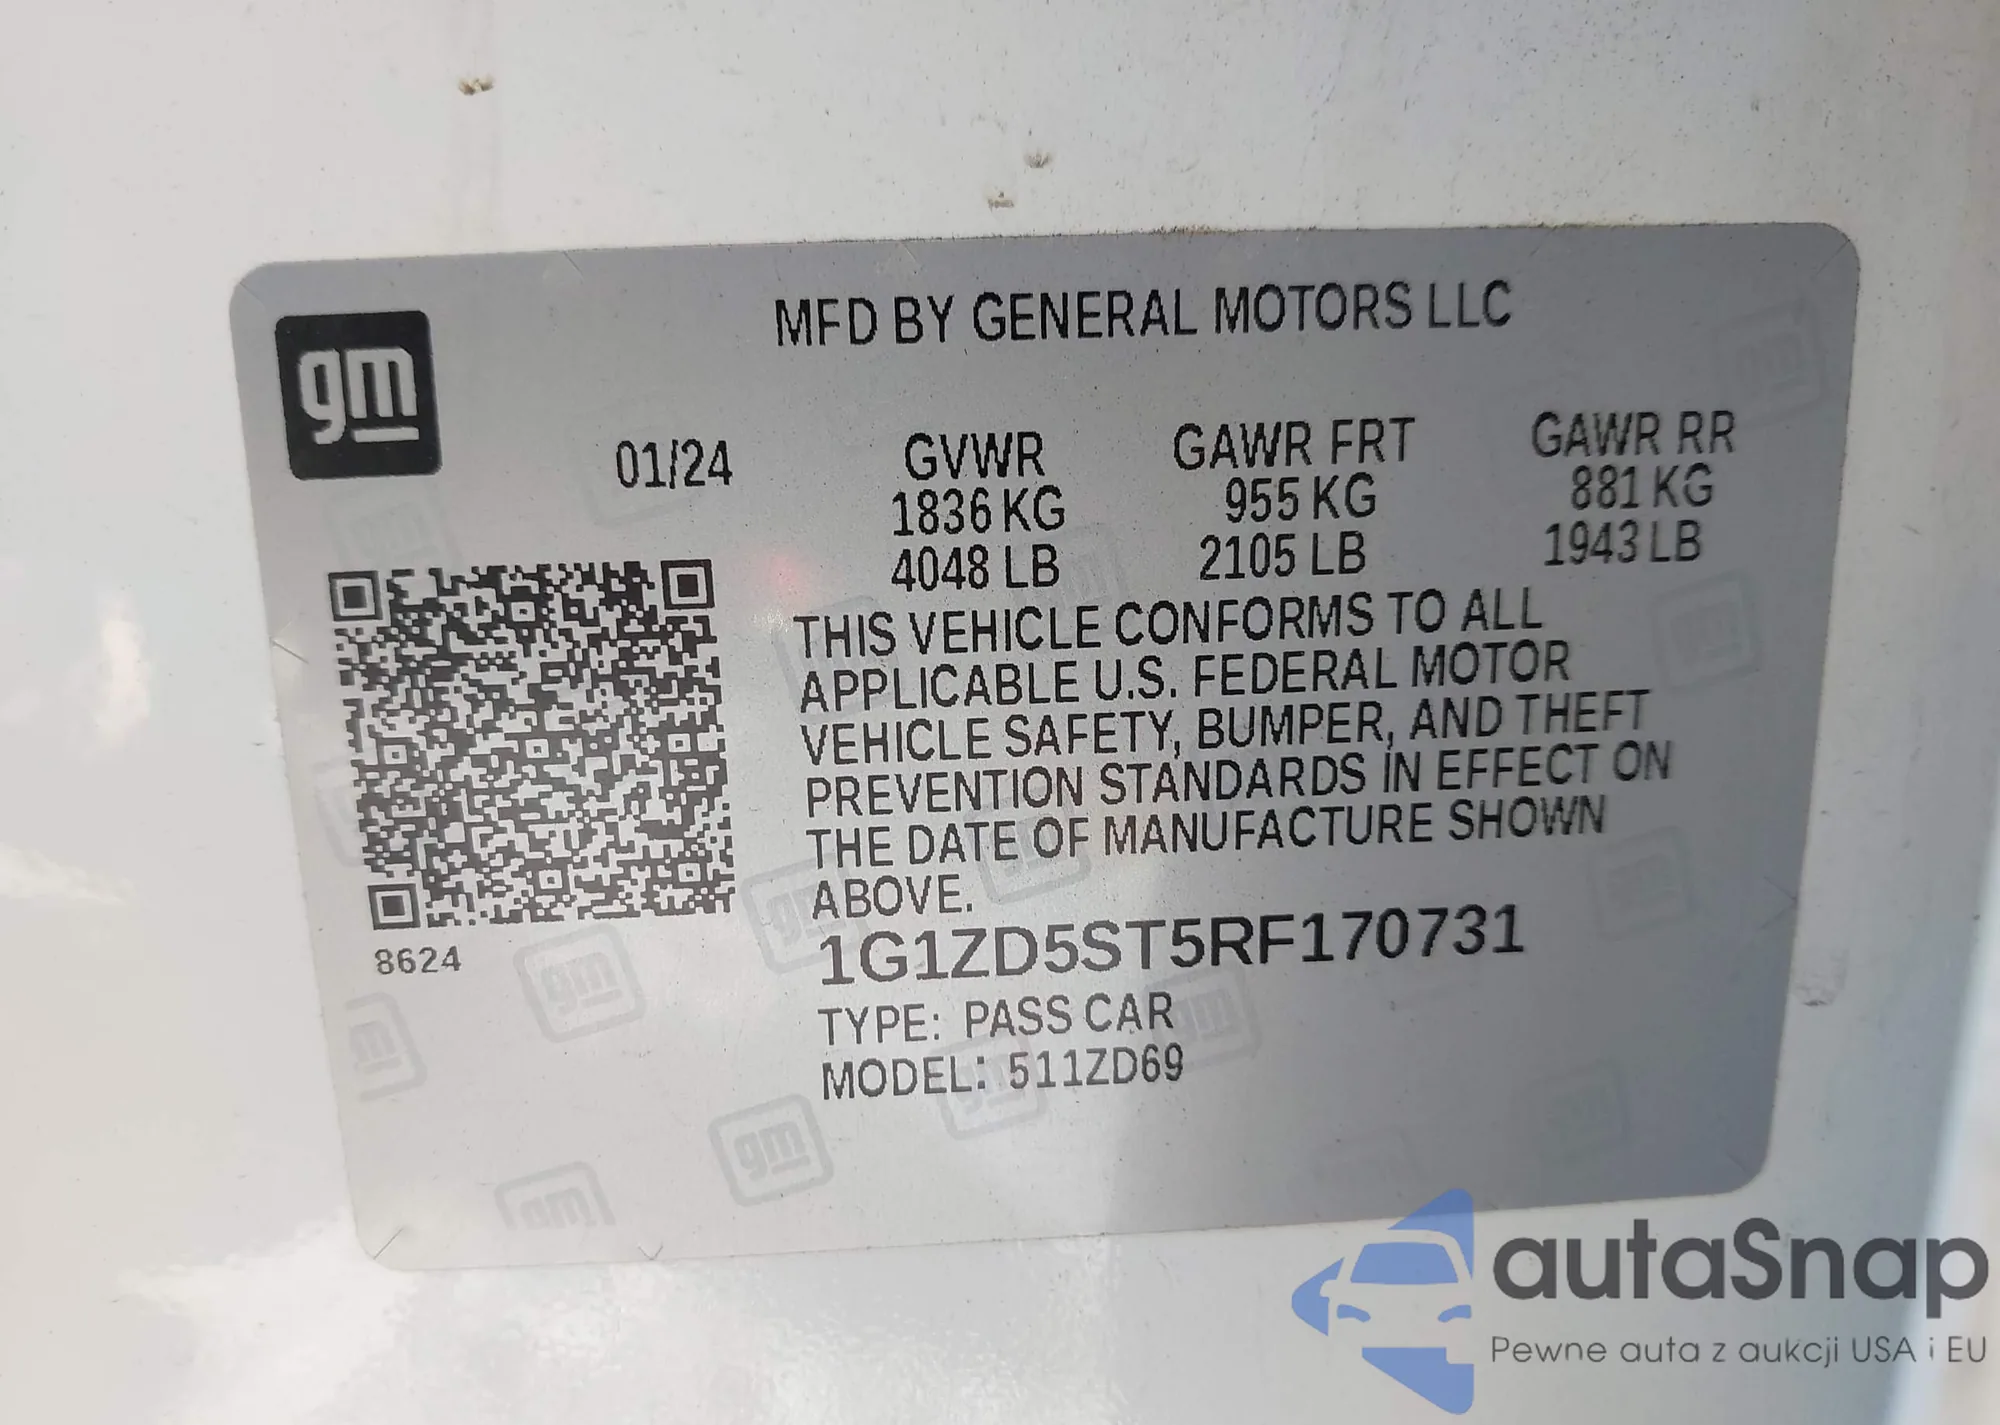 gm
MFD BY GENERAL MOTORS LLC
01/24
GVWR
1836 KG
4048 LB
GAWR FRT
955 KG
2105 LB
GAWR RR
881 KG
1943 LB
THIS VEHICLE CONFORMS TO ALL
APPLICABLE U.S. FEDERAL MOTOR
VEHICLE SAFETY, BUMPER, AND THEFT
PREVENTION STANDARDS IN EFFECT ON
THE DATE OF MANUFACTURE SHOWN
ABOVE.
8624
1G1ZD5ST5RF170731
TYPE: PASS CAR
MODEL: 511ZD69
gm
gm
gm
autaSnap
Pewne auta z aukcji USA i EU